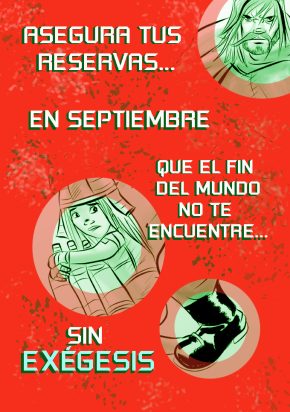 ASEGURA TUS
RESERVAS...
EN SEPTIEMBRE
QUE EL FIN
DEL MUNDO
NO TE
ENCUENTRE...
SIN
EXÉGESIS